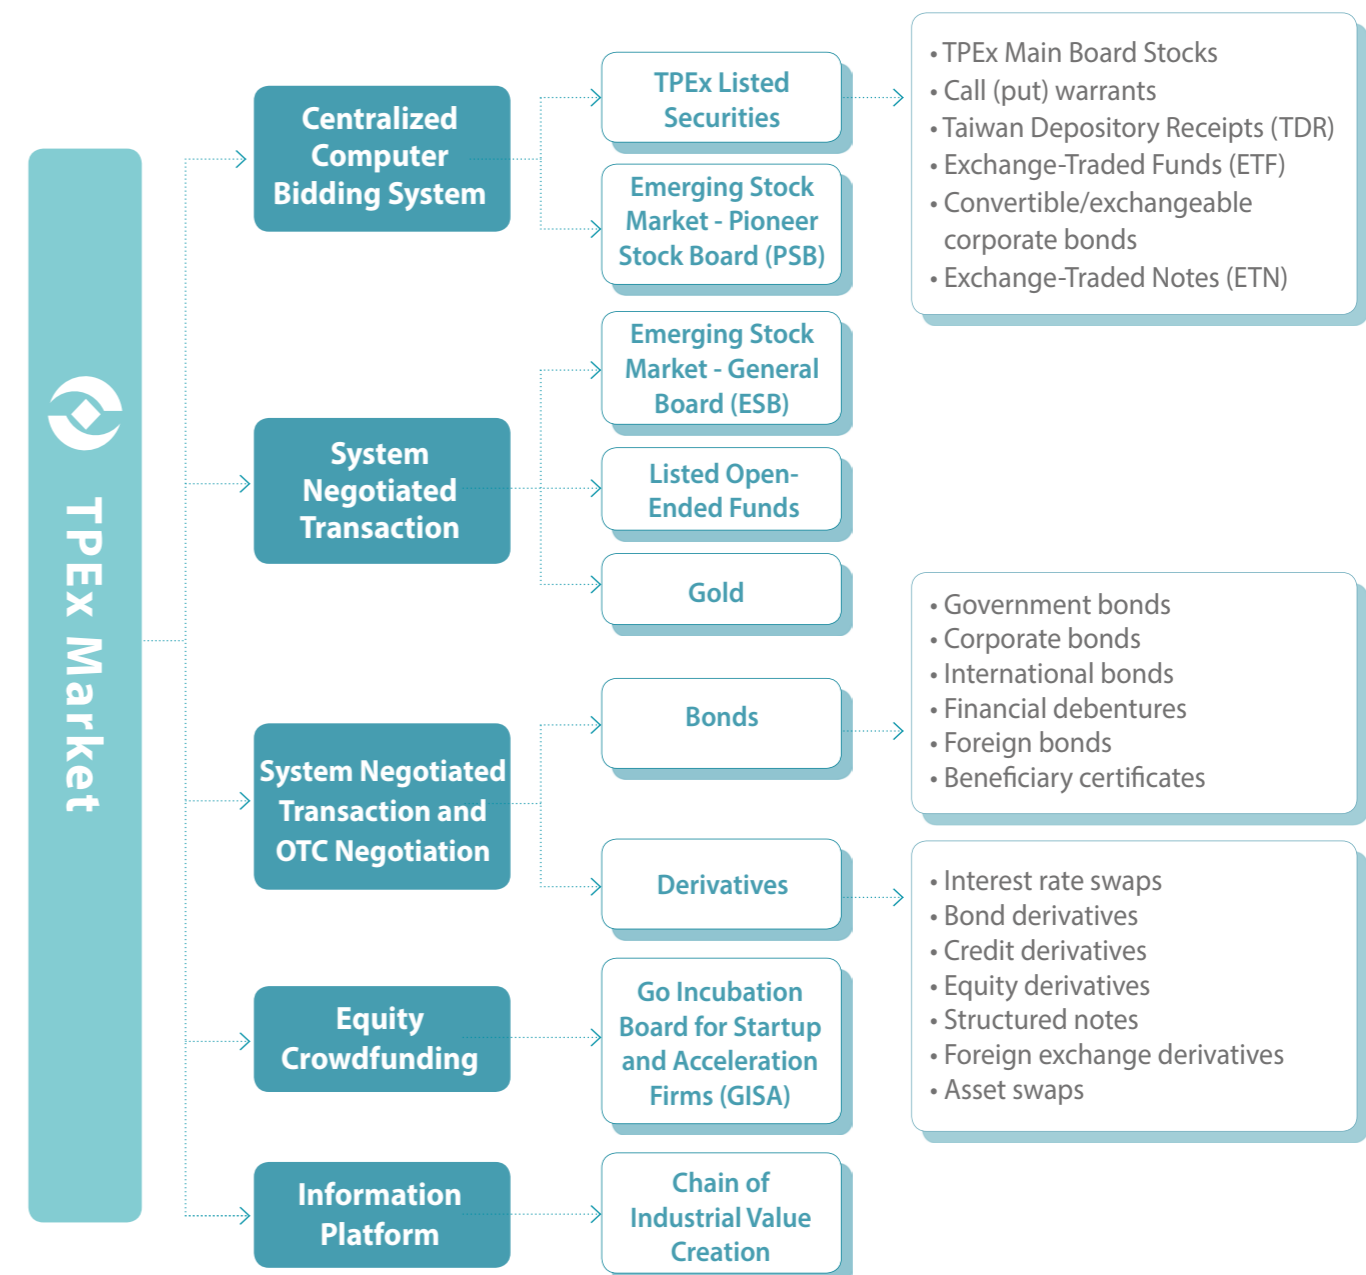 TPEx Market
Centralized
Computer
Bidding System
TPEx Listed
Securities
• TPEx Main Board Stocks
• Call (put) warrants
• Taiwan Depository Receipts (TDR)
• Exchange-Traded Funds (ETF)
• Convertible/exchangeable
corporate bonds
• Exchange-Traded Notes (ETN)
Emerging Stock
Market - Pioneer
Stock Board (PSB)
System
Negotiated
Transaction
Emerging Stock
Market - General
Board (ESB)
Listed Open-
Ended Funds
Gold
System Negotiated
Transaction and
OTC Negotiation
Bonds
• Government bonds
• Corporate bonds
• International bonds
• Financial debentures
• Foreign bonds
• Beneficiary certificates
Derivatives
• Interest rate swaps
• Bond derivatives
• Credit derivatives
• Equity derivatives
• Structured notes
• Foreign exchange derivatives
• Asset swaps
Equity
Crowdfunding
Go Incubation
Board for Startup
and Acceleration
Firms (GISA)
Information
Platform
Chain of
Industrial Value
Creation